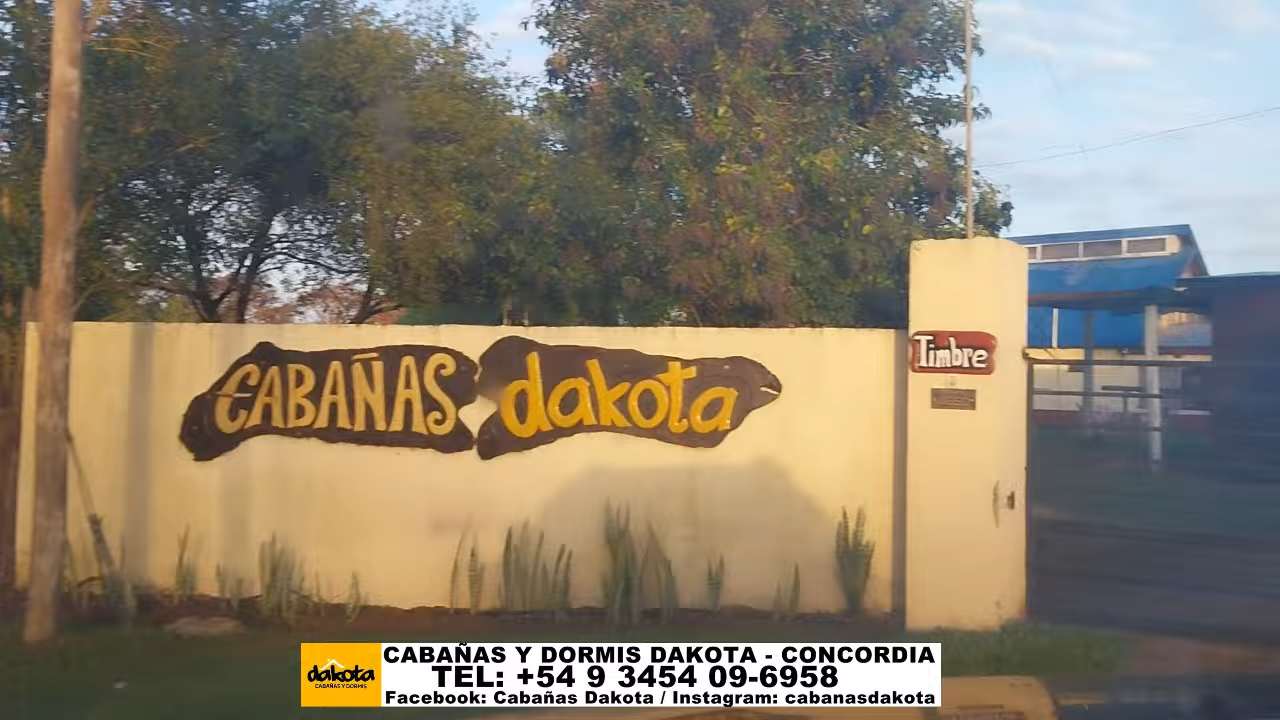 CABAÑAS dakota
Timbre
dakota
CABAÑAS Y DORMIS
CABAÑAS Y DORMIS DAKOTA - CONCORDIA
TEL: +54 9 3454 09-6958
Facebook: Cabañas Dakota / Instagram: cabanasdakota